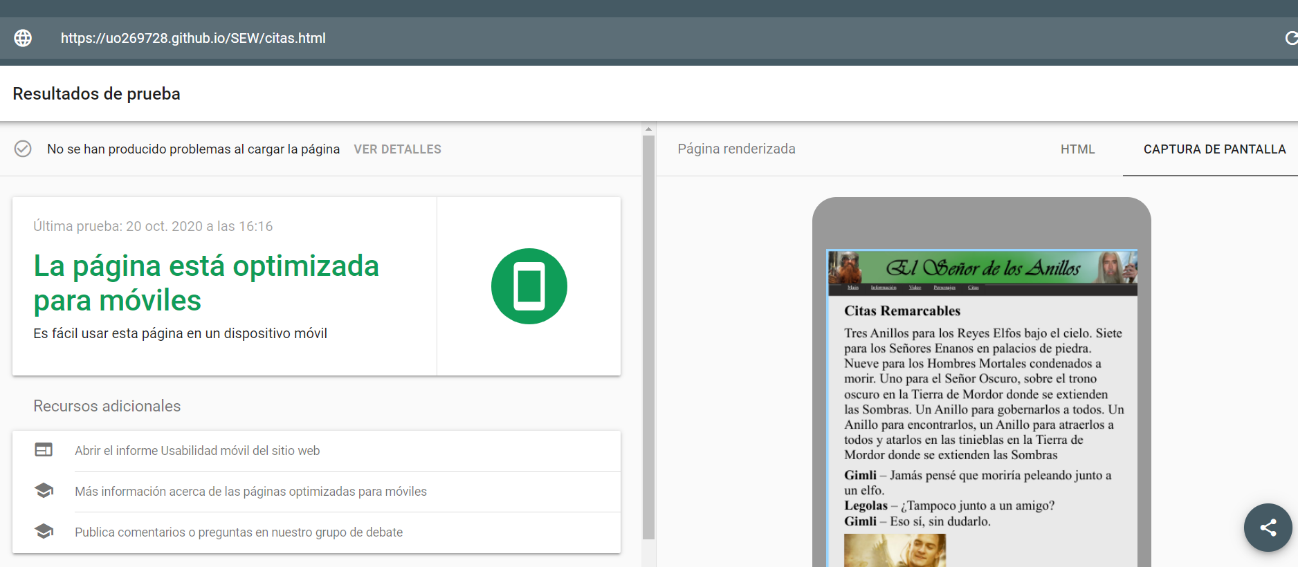 https://uo269728.github.io/SEW/citas.html
Resultados de prueba
No se han producido problemas al cargar la página VER DETALLES
Última prueba: 20 oct. 2020 a las 16:16
La página está optimizada
para móviles
Es fácil usar esta página en un dispositivo móvil
Recursos adicionales
Abrir el informe Usabilidad móvil del sitio web
Más información acerca de las páginas optimizadas para móviles
Publica comentarios o preguntas en nuestro grupo de debate
Página renderizada HTML CAPTURA DE PANTALLA
El Señor de los Anillos
Main Información Video Personajes Citas
Citas Remarcables
Tres Anillos para los Reyes Elfos bajo el cielo. Siete
para los Señores Enanos en palacios de piedra.
Nueve para los Hombres Mortales condenados a
morir. Uno para el Señor Oscuro, sobre el trono
oscuro en la Tierra de Mordor donde se extienden
las Sombras. Un Anillo para gobernarlos a todos. Un
Anillo para encontrarlos, un Anillo para atraerlos a
todos y atarlos en las tinieblas en la Tierra de
Mordor donde se extienden las Sombras
Gimli – Jamás pensé que moriría peleando junto a
un elfo.
Legolas – ¿Tampoco junto a un amigo?
Gimli – Eso sí, sin dudarlo.